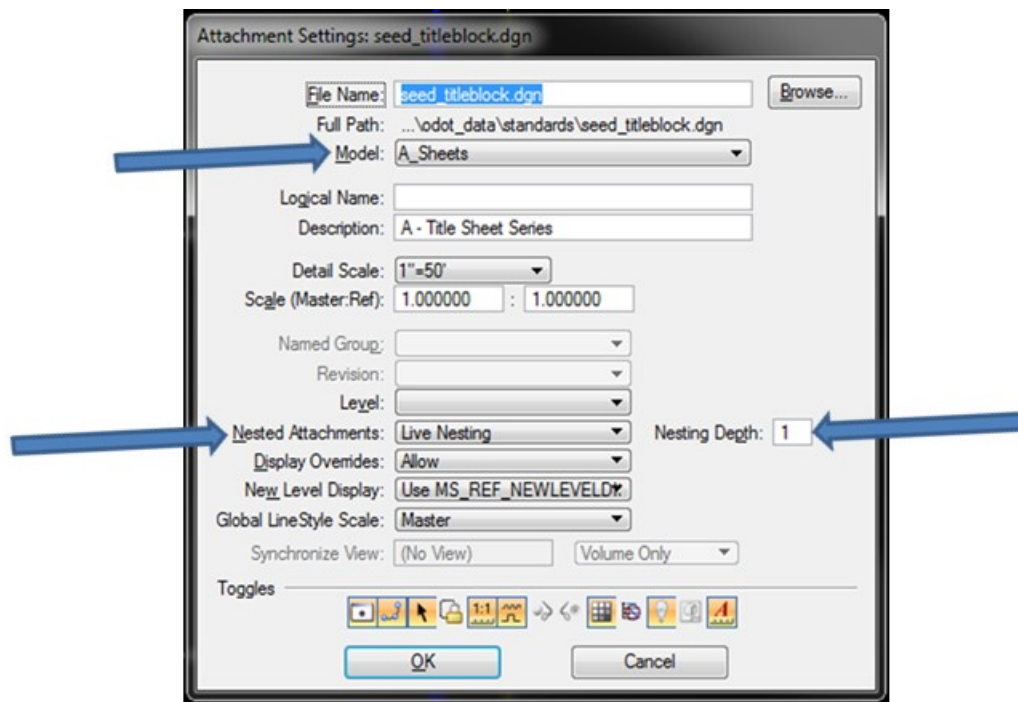 Attachment Settings: seed_titleblock.dgn
File Name: seed_titleblock.dgn Browse...
Full Path: ...\odot_data\standards\seed_titleblock.dgn
Model: A_Sheets
Logical Name:
Description: A - Title Sheet Series
Detail Scale: 1"=50'
Scale (Master:Ref): 1.000000 : 1.000000
Named Group:
Revision:
Level:
Nested Attachments: Live Nesting Nesting Depth: 1
Display Overrides: Allow
New Level Display: Use MS_REF_NEWLEVELDI
Global LineStyle Scale: Master
Synchronize View: (No View) Volume Only
Toggles
1:1 A
OK Cancel